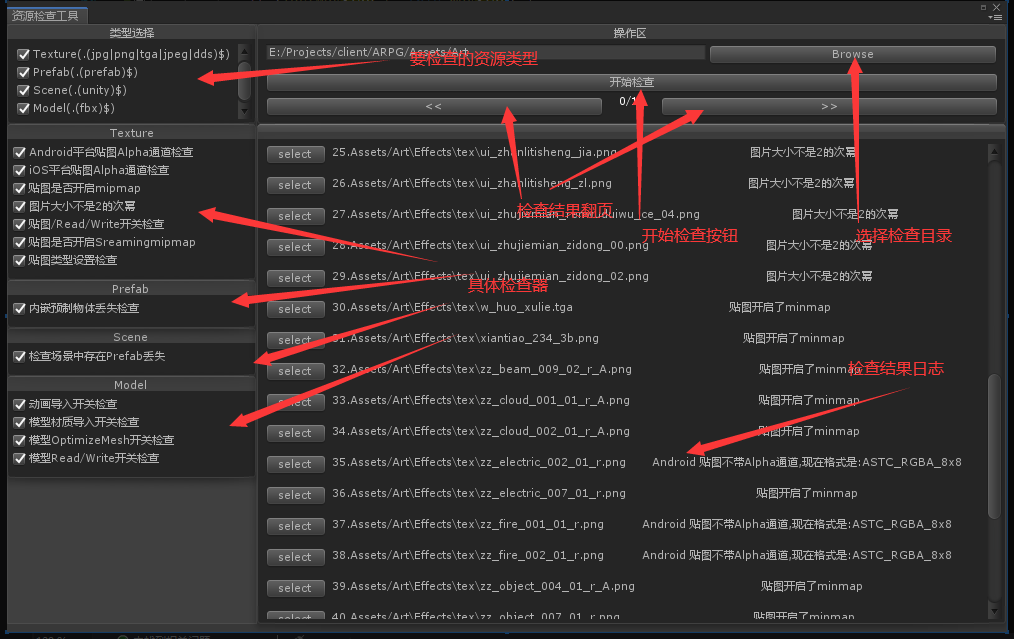 资源检查工具
类型选择
Texture(.(jpg|png|tga|jpeg|dds)$)
Prefab(.(prefab)$)
Scene(.(unity)$)
Model(.(fbx)$)
要检查的资源类型
Texture
Android平台贴图Alpha通道检查
iOS平台贴图Alpha通道检查
贴图是否开启mipmap
图片大小不是2的次幂
贴图/Read/Write开关检查
贴图是否开启Sreamingmipmap
贴图类型设置检查
Prefab
内嵌预制物体丢失检查
Scene
检查场景中存在Prefab丢失
Model
动画导入开关检查
模型材质导入开关检查
模型OptimizeMesh开关检查
模型Read/Write开关检查
具体检查器
操作区
E:/Projects/client/ARPG/Assets/Art
Browse
开始检查
<<
0/1
>>
检查结果翻页
开始检查按钮
选择检查目录
检查结果日志
select 25.Assets/Art\Effects\tex\ui_zhanlitisheng_jia.png 图片大小不是2的次幂
select 26.Assets/Art\Effects\tex\ui_zhanlitisheng_zl.png 图片大小不是2的次幂
select 27.Assets/Art\Effects\tex\ui_zhujiemian_duiwu_ce_04.png 图片大小不是2的次幂
select 28.Assets/Art\Effects\tex\ui_zhujiemian_zidong_00.png 图片大小不是2的次幂
select 29.Assets/Art\Effects\tex\ui_zhujiemian_zidong_02.png 图片大小不是2的次幂
select 30.Assets/Art\Effects\tex\w_huo_xulie.tga 贴图开启了minmap
select 31.Assets/Art\Effects\tex\xiantiao_234_3b.png 贴图开启了minmap
select 32.Assets/Art\Effects\tex\zz_beam_009_02_r_A.png 贴图开启了minmap
select 33.Assets/Art\Effects\tex\zz_cloud_001_01_r_A.png 贴图开启了minmap
select 34.Assets/Art\Effects\tex\zz_cloud_002_01_r_A.png 贴图开启了minmap
select 35.Assets/Art\Effects\tex\zz_electric_002_01_r.png Android 贴图不带Alpha通道,现在格式是:ASTC_RGBA_8x8
select 36.Assets/Art\Effects\tex\zz_electric_007_01_r.png 贴图开启了minmap
select 37.Assets/Art\Effects\tex\zz_fire_001_01_r.png Android 贴图不带Alpha通道,现在格式是:ASTC_RGBA_8x8
select 38.Assets/Art\Effects\tex\zz_fire_002_01_r.png Android 贴图不带Alpha通道,现在格式是:ASTC_RGBA_8x8
select 39.Assets/Art\Effects\tex\zz_object_004_01_r_A.png 贴图开启了minmap
select 40.Assets/Art\Effects\tex\zz_object_007_01_r.png 贴图开启了minmap